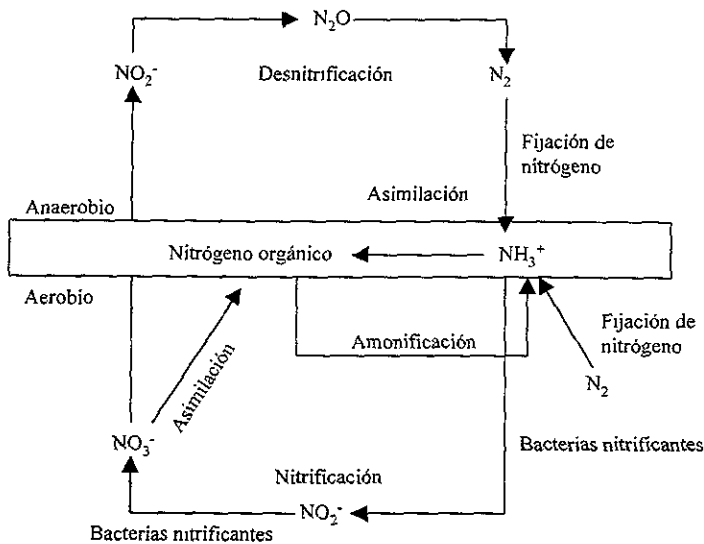 N₂O
NO₂⁻
Desnitrificación
N₂
Fijación de
nitrógeno
Asimilación
Anaerobio
Nitrógeno orgánico
NH₃⁺
Aerobio
Asimilación
Amonificación
Fijación de
nitrógeno
N₂
NO₃⁻
Bacterias nitrificantes
Nitrificación
NO₂⁻
Bacterias nitrificantes